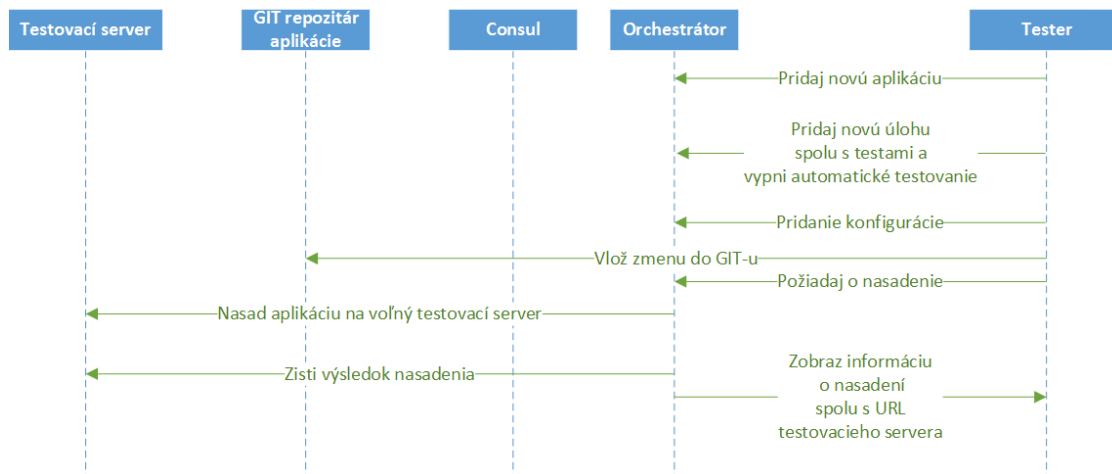 Testovací server
GIT repozitár
aplikácie
Consul
Orchestrátor
Tester
Pridaj novú aplikáciu
Pridaj novú úlohu
spolu s testami a
vypni automatické testovanie
Pridanie konfigurácie
Vlož zmenu do GIT-u
Požiadaj o nasadenie
Nasad aplikáciu na voľný testovací server
Zisti výsledok nasadenia
Zobraz informáciu
o nasadení
spolu s URL
testovacieho servera